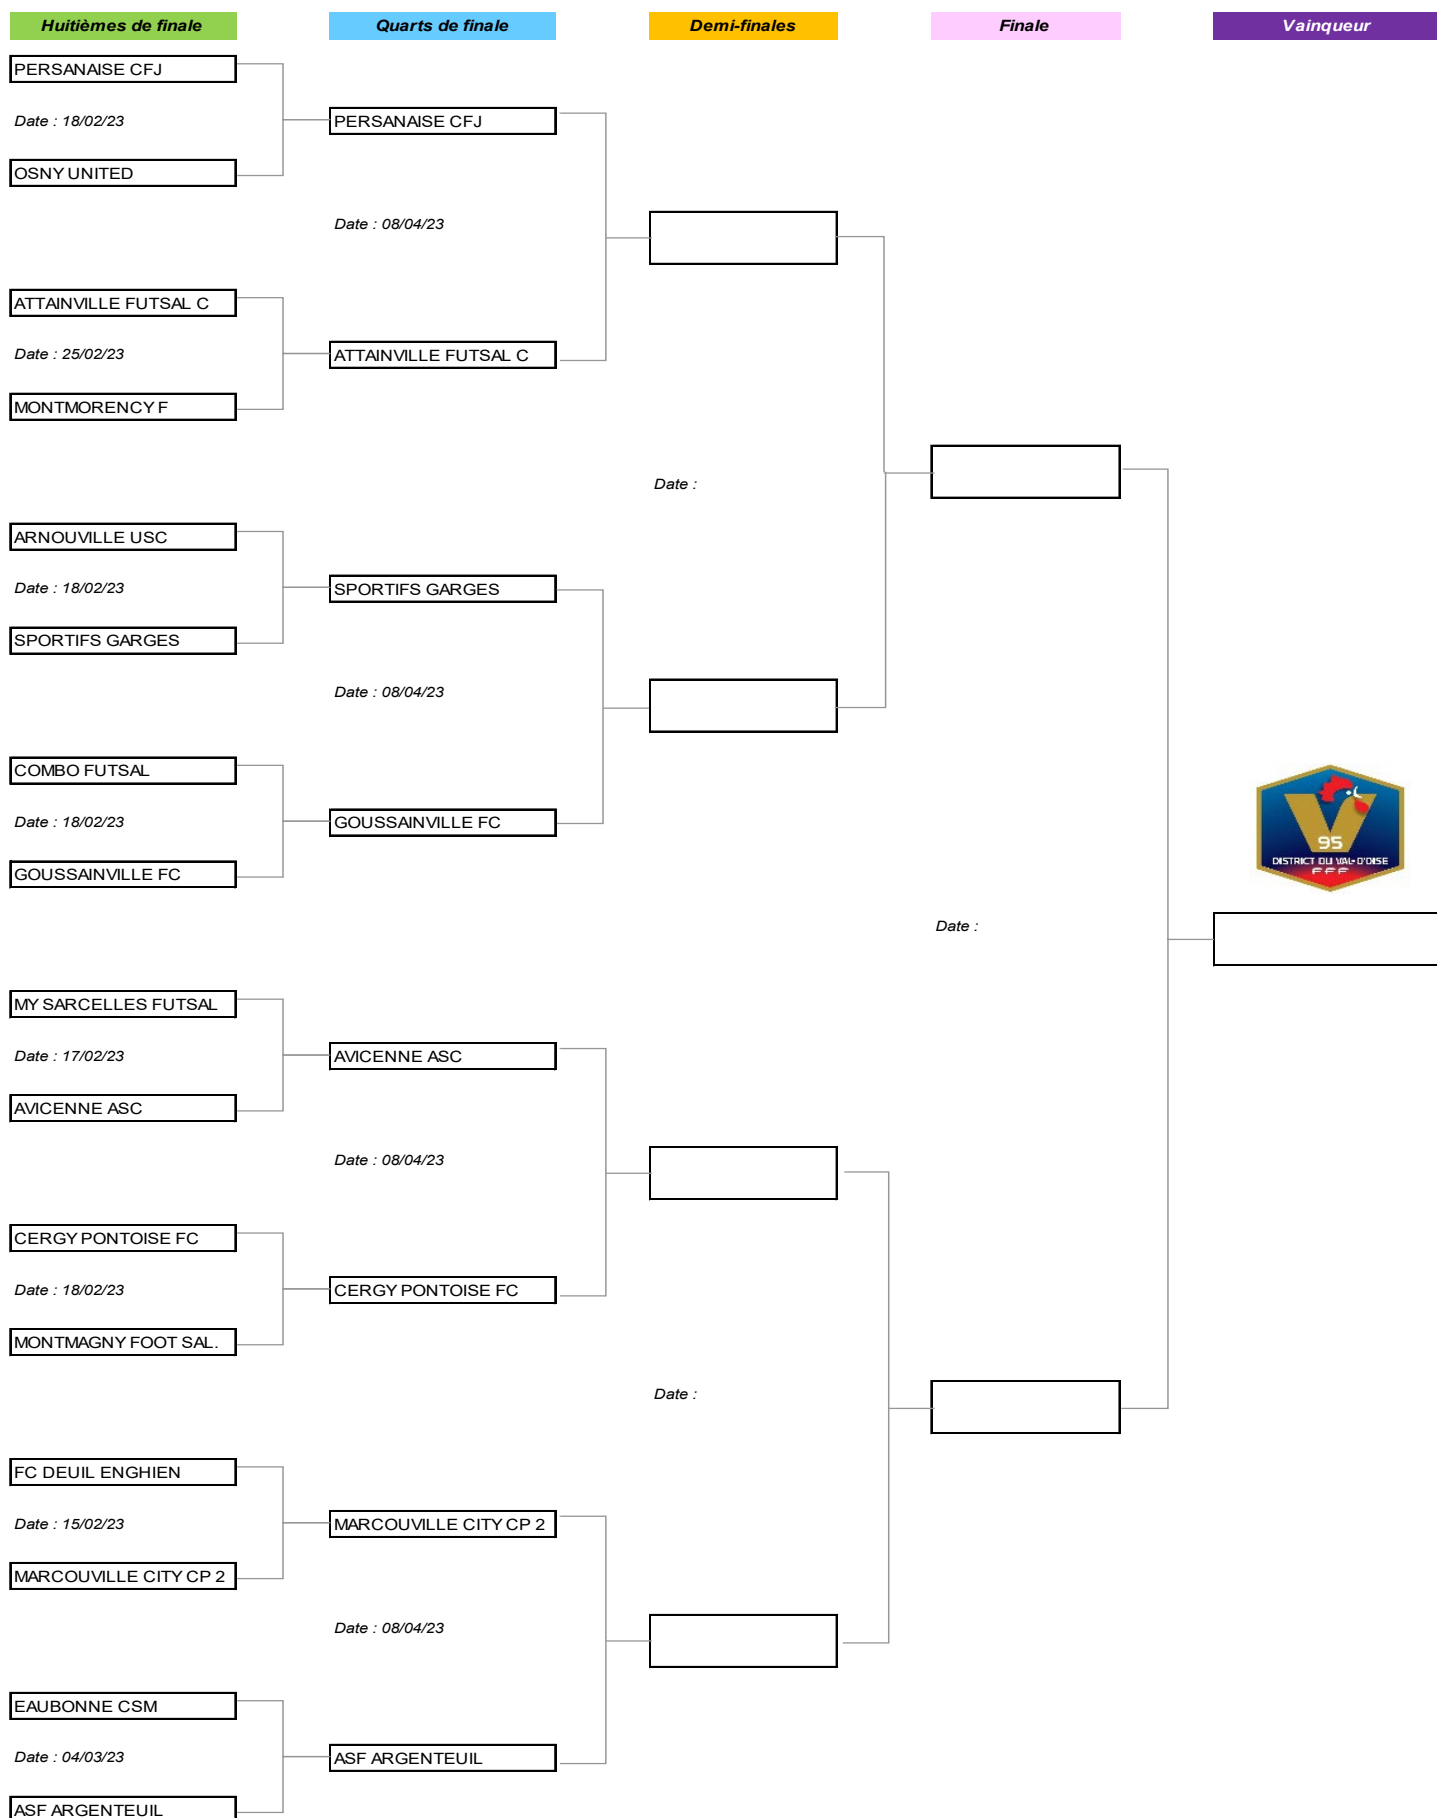 Huitièmes de finale
Quarts de finale
Demi-finales
Finale
Vainqueur
PERSANAISE CFJ
Date : 18/02/23
PERSANAISE CFJ
OSNY UNITED
Date : 08/04/23
ATTAINVILLE FUTSAL C
Date : 25/02/23
ATTAINVILLE FUTSAL C
MONTMORENCY F
Date :
ARNOUVILLE USC
Date : 18/02/23
SPORTIFS GARGES
SPORTIFS GARGES
Date : 08/04/23
COMBO FUTSAL
Date : 18/02/23
GOUSSAINVILLE FC
GOUSSAINVILLE FC
V
95
DISTRICT DU VAL-D'OISE
FFF
Date :
MY SARCELLES FUTSAL
Date : 17/02/23
AVICENNE ASC
AVICENNE ASC
Date : 08/04/23
CERGY PONTOISE FC
Date : 18/02/23
CERGY PONTOISE FC
MONTMAGNY FOOT SAL.
Date :
FC DEUIL ENGHIEN
Date : 15/02/23
MARCOUVILLE CITY CP 2
MARCOUVILLE CITY CP 2
Date : 08/04/23
EAUBONNE CSM
Date : 04/03/23
ASF ARGENTEUIL
ASF ARGENTEUIL